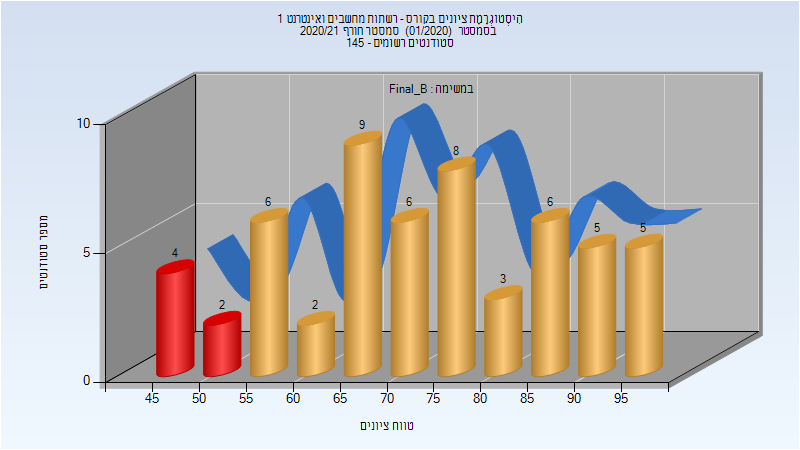 היסטוגרמת ציונים בקורס - רשתות מחשבים ואינטרנט 1
בסמסטר (01/2020) סמסטר חורף 2020/21
סטודנטים רשומים - 145
במשימה : Final_B
מספר סטודנטים
10
5
0
4
2
6
2
9
6
8
3
6
5
5
45 50 55 60 65 70 75 80 85 90 95
טווח ציונים